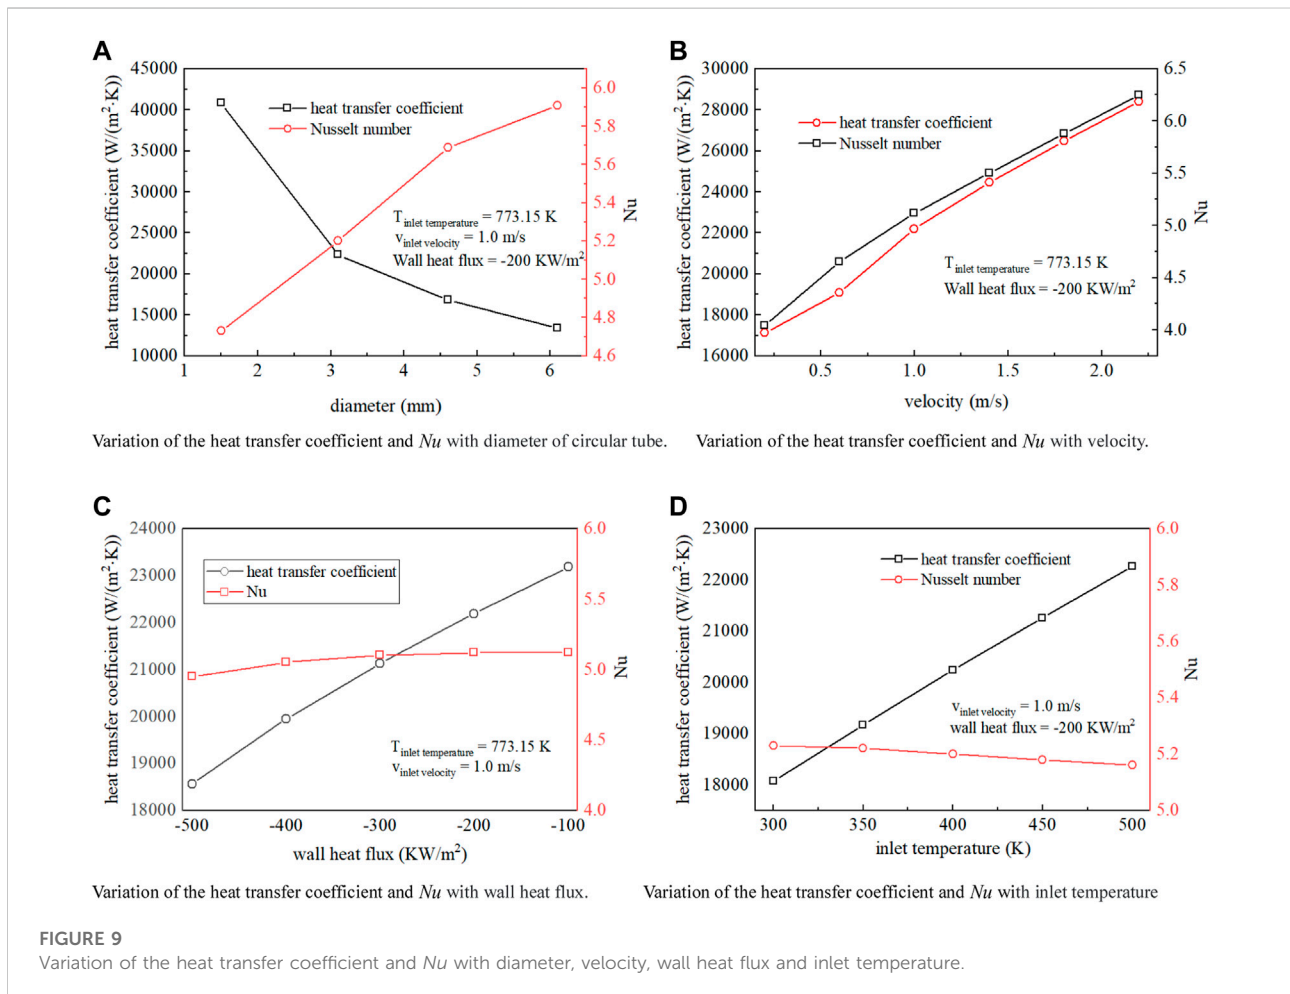 A
45000
40000
35000
30000
25000
20000
15000
10000
heat transfer coefficient (W/(m²·K))
heat transfer coefficient
Nusselt number
T inlet temperature = 773.15 K
v inlet velocity = 1.0 m/s
Wall heat flux = -200 KW/m²
6.0
5.8
5.6
5.4
5.2
5.0
4.8
4.6
Nu
1 2 3 4 5 6
diameter (mm)
Variation of the heat transfer coefficient and Nu with diameter of circular tube.
B
30000
28000
26000
24000
22000
20000
18000
16000
heat transfer coefficient (W/(m²·K))
heat transfer coefficient
Nusselt number
T inlet temperature = 773.15 K
Wall heat flux = -200 KW/m²
6.5
6.0
5.5
5.0
4.5
4.0
Nu
0.5 1.0 1.5 2.0
velocity (m/s)
Variation of the heat transfer coefficient and Nu with velocity.
C
24000
23000
22000
21000
20000
19000
18000
heat transfer coefficient (W/(m²·K))
heat transfer coefficient
Nu
T inlet temperature = 773.15 K
v inlet velocity = 1.0 m/s
6.0
5.5
5.0
4.5
4.0
Nu
-500 -400 -300 -200 -100
wall heat flux (KW/m²)
Variation of the heat transfer coefficient and Nu with wall heat flux.
D
23000
22000
21000
20000
19000
18000
heat transfer coefficient (W/(m²·K))
heat transfer coefficient
Nusselt number
v inlet velocity = 1.0 m/s
wall heat flux = -200 KW/m²
6.0
5.8
5.6
5.4
5.2
5.0
Nu
300 350 400 450 500
inlet temperature (K)
Variation of the heat transfer coefficient and Nu with inlet temperature
FIGURE 9
Variation of the heat transfer coefficient and Nu with diameter, velocity, wall heat flux and inlet temperature.